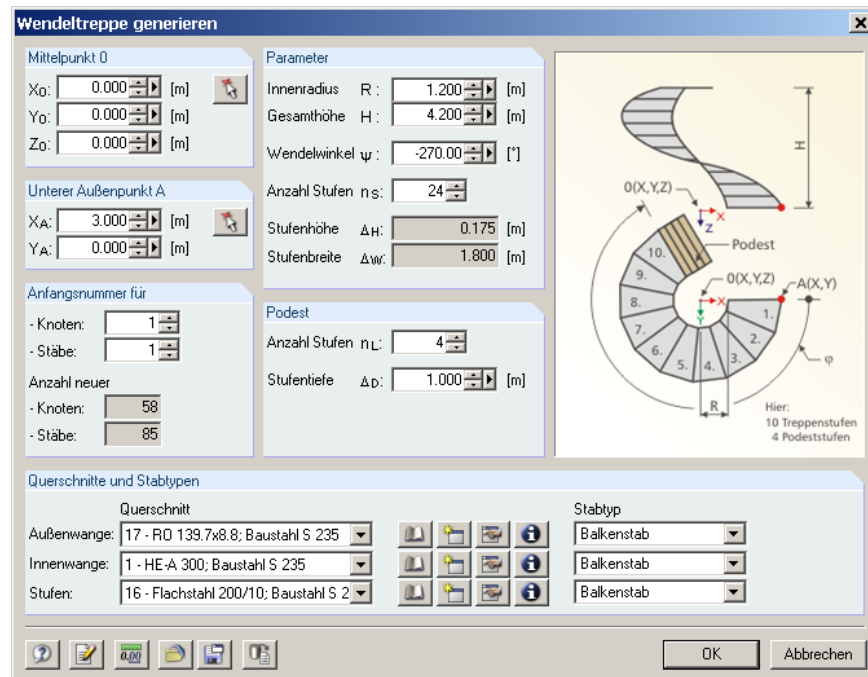 Wendeltreppe generieren
Mittelpunkt 0
X0: 0.000 [m]
Y0: 0.000 [m]
Z0: 0.000 [m]
Unterer Außenpunkt A
XA: 3.000 [m]
YA: 0.000 [m]
Anfangsnummer für
- Knoten: 1
- Stäbe: 1
Anzahl neuer
- Knoten: 58
- Stäbe: 85
Parameter
Innenradius R : 1.200 [m]
Gesamthöhe H : 4.200 [m]
Wendelwinkel ψ : -270.00 [°]
Anzahl Stufen nS: 24
Stufenhöhe ΔH: 0.175 [m]
Stufenbreite ΔW: 1.800 [m]
Podest
Anzahl Stufen nL: 4
Stufentiefe ΔD: 1.000 [m]
H
0(X,Y,Z)
X
Z
Podest
0(X,Y,Z)
A(X,Y)
X
Y
10.
9.
8.
7.
6.
5.
4.
3.
2.
1.
φ
R
Hier:
10 Treppenstufen
4 Podeststufen
Querschnitte und Stabtypen
Querschnitt Stabtyp
Außenwange: 17 - RO 139.7x8.8; Baustahl S 235 Balkenstab
Innenwange: 1 - HE-A 300; Baustahl S 235 Balkenstab
Stufen: 16 - Flachstahl 200/10; Baustahl S 2 Balkenstab
0.00
OK Abbrechen